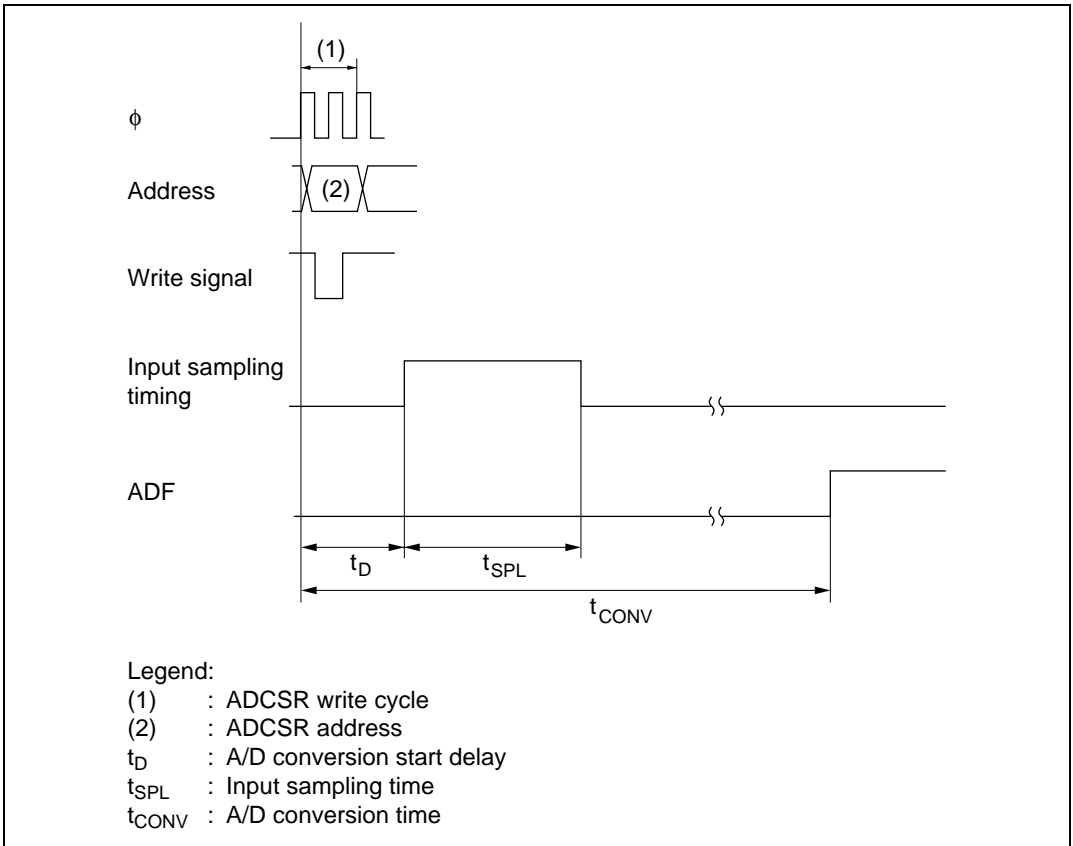 (1)
ϕ
Address
(2)
Write signal
Input sampling
timing
ADF
tD
tSPL
tCONV
Legend:
(1) : ADCSR write cycle
(2) : ADCSR address
tD : A/D conversion start delay
tSPL : Input sampling time
tCONV : A/D conversion time